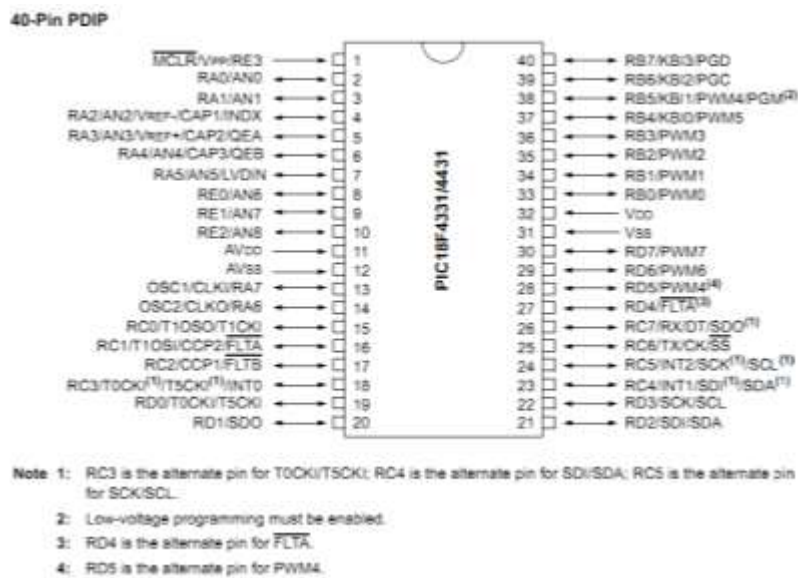 40-Pin PDIP
MCLR/VPP/RE3 1
RA0/AN0 2
RA1/AN1 3
RA2/AN2/VREF-/CAP1/INDX 4
RA3/AN3/VREF+/CAP2/QEA 5
RA4/AN4/CAP3/QEB 6
RA5/AN5/LVDIN 7
RE0/AN6 8
RE1/AN7 9
RE2/AN8 10
AVDD 11
AVSS 12
OSC1/CLKI/RA7 13
OSC2/CLKO/RA6 14
RC0/T1OSO/T1CKI 15
RC1/T1OSI/CCP2/FLTA 16
RC2/CCP1/FLTB 17
RC3/T0CKI(1)/T5CKI(1)/INT0 18
RD0/T0CKI/T5CKI 19
RD1/SDO 20
PIC18F4331/4431
40 RB7/KBI3/PGD
39 RB6/KBI2/PGC
38 RB5/KBI1/PWM4/PGM(2)
37 RB4/KBI0/PWM5
36 RB3/PWM3
35 RB2/PWM2
34 RB1/PWM1
33 RB0/PWM0
32 VDD
31 VSS
30 RD7/PWM7
29 RD6/PWM6
28 RD5/PWM4(4)
27 RD4/FLTA(3)
26 RC7/RX/DT/SDO(1)
25 RC6/TX/CK/SS
24 RC5/INT2/SCK(1)/SCL(1)
23 RC4/INT1/SDI(1)/SDA(1)
22 RD3/SCK/SCL
21 RD2/SDI/SDA
Note 1: RC3 is the alternate pin for T0CKI/T5CKI; RC4 is the alternate pin for SDI/SDA; RC5 is the alternate pin
for SCK/SCL.
2: Low-voltage programming must be enabled.
3: RD4 is the alternate pin for FLTA.
4: RD5 is the alternate pin for PWM4.